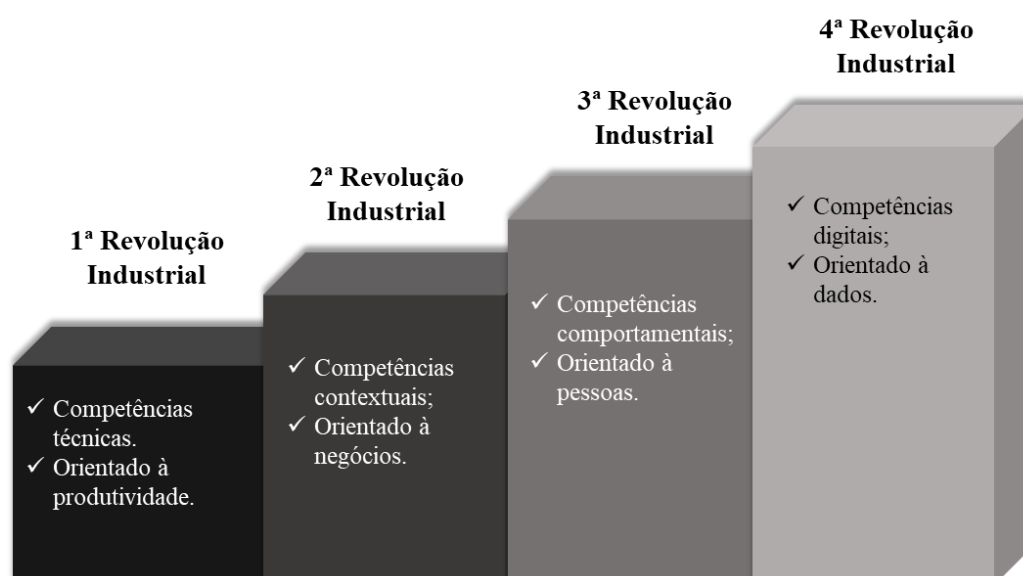 1ª Revolução
Industrial
✓ Competências
técnicas.
✓ Orientado à
produtividade.
2ª Revolução
Industrial
✓ Competências
contextuais;
✓ Orientado à
negócios.
3ª Revolução
Industrial
✓ Competências
comportamentais;
✓ Orientado à
pessoas.
4ª Revolução
Industrial
✓ Competências
digitais;
✓ Orientado à
dados.